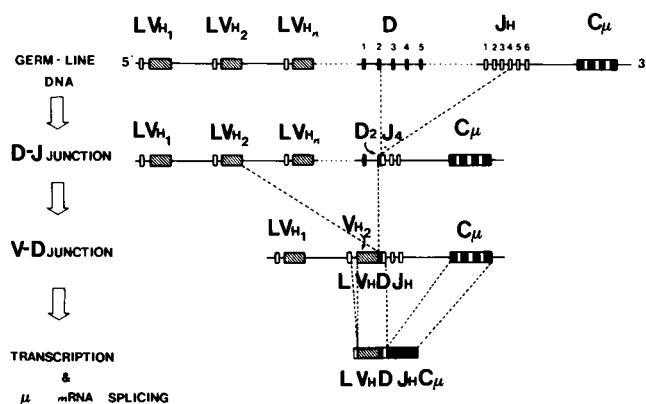 LVH1 LVH2 LVHn D JH Cμ
1 2 3 4 5 1 2 3 4 5 6
GERM-LINE DNA 5' 3'
LVH1 LVH2 LVHn D2 J4 Cμ
D-J JUNCTION
VH2 Cμ
LVH1
V-D JUNCTION
L VH D JH
TRANSCRIPTION
&
μ mRNA SPLICING
L VH D JH Cμ